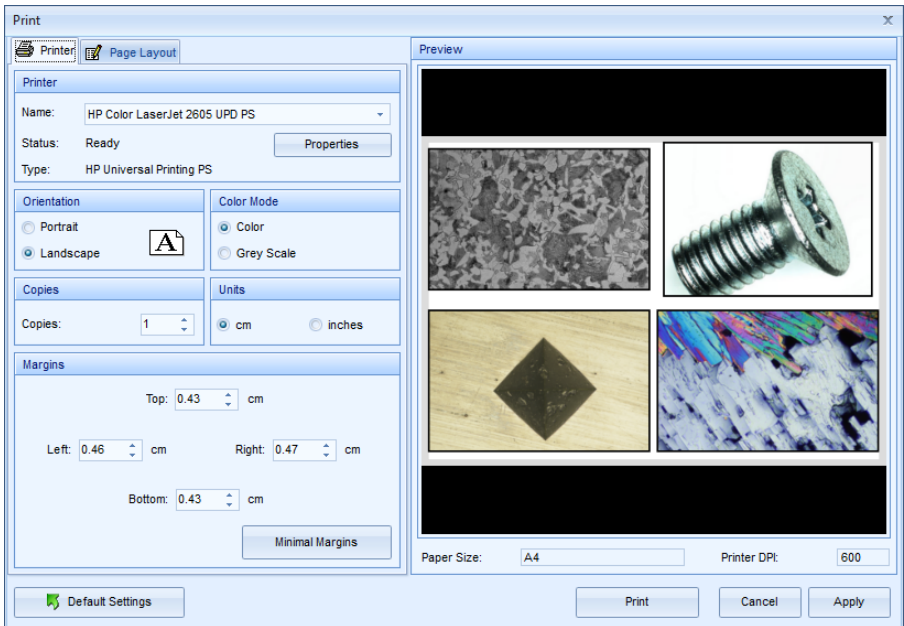 Print
Printer
Page Layout
Preview
Printer
Name: HP Color LaserJet 2605 UPD PS
Status: Ready
Properties
Type: HP Universal Printing PS
Orientation
Color Mode
Portrait
Color
A
Landscape
Grey Scale
Copies
Units
Copies: 1
cm
inches
Margins
Top: 0.43 cm
Left: 0.46 cm
Right: 0.47 cm
Bottom: 0.43 cm
Minimal Margins
Paper Size: A4
Printer DPI: 600
Default Settings
Print
Cancel
Apply